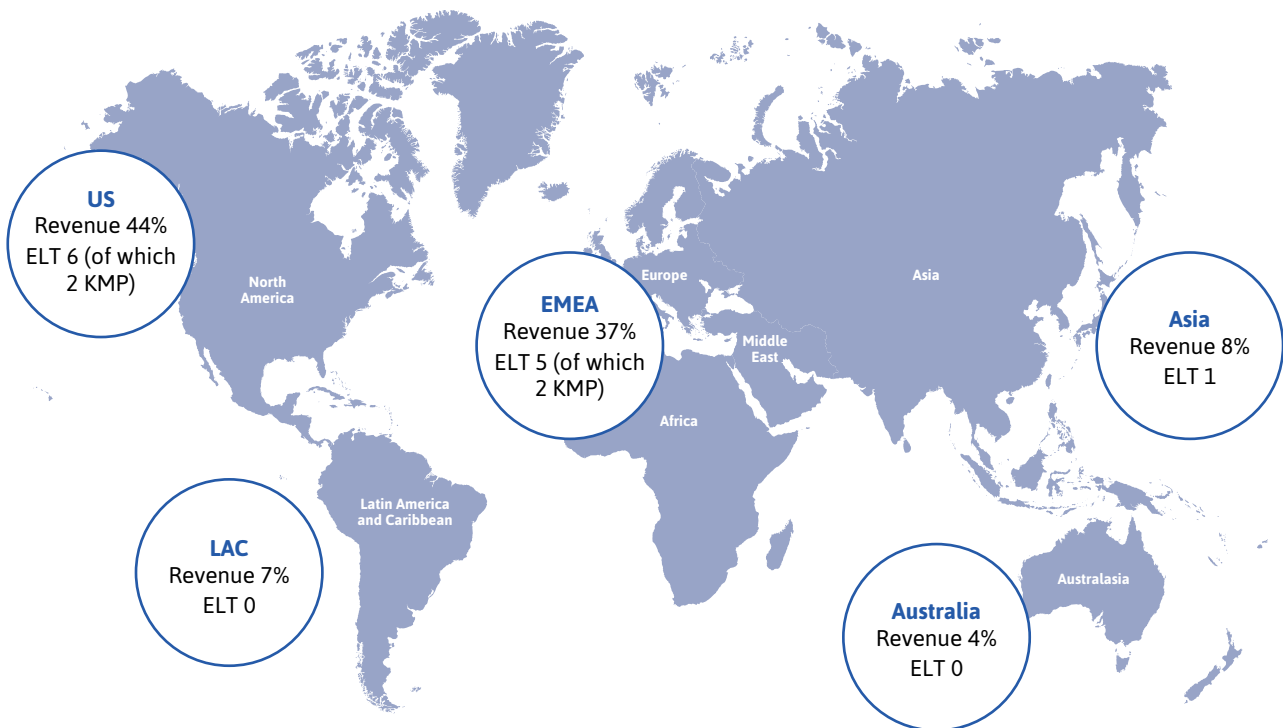 US
Revenue 44%
ELT 6 (of which
2 KMP)
North
America
EMEA
Revenue 37%
ELT 5 (of which
2 KMP)
Europe
Middle
East
Africa
Asia
Asia
Revenue 8%
ELT 1
Latin America
and Caribbean
LAC
Revenue 7%
ELT 0
Australia
Revenue 4%
ELT 0
Australasia